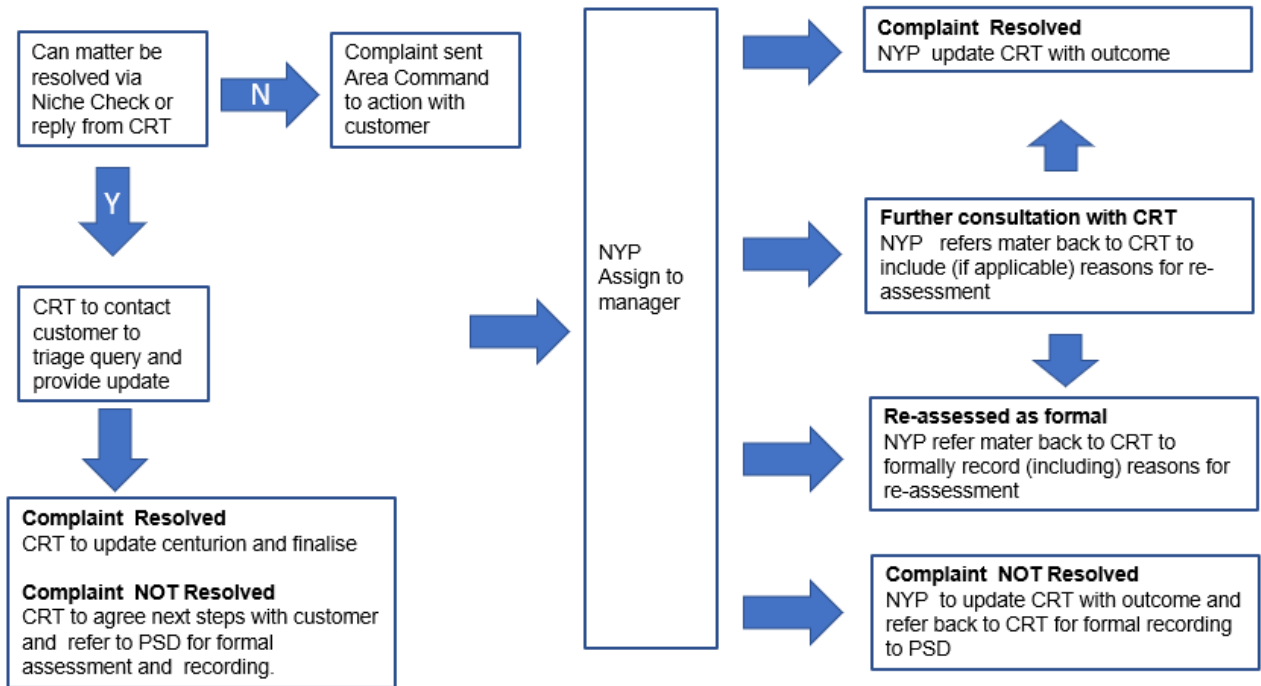 Can matter be
resolved via
Niche Check or
reply from CRT
N
Complaint sent
Area Command
to action with
customer
Y
CRT to contact
customer to
triage query and
provide update
Complaint Resolved
CRT to update centurion and finalise
Complaint NOT Resolved
CRT to agree next steps with customer
and refer to PSD for formal
assessment and recording.
NYP
Assign to
manager
Complaint Resolved
NYP update CRT with outcome
Further consultation with CRT
NYP refers mater back to CRT to
include (if applicable) reasons for re-
assessment
Re-assessed as formal
NYP refer mater back to CRT to
formally record (including) reasons for
re-assessment
Complaint NOT Resolved
NYP to update CRT with outcome and
refer back to CRT for formal recording
to PSD